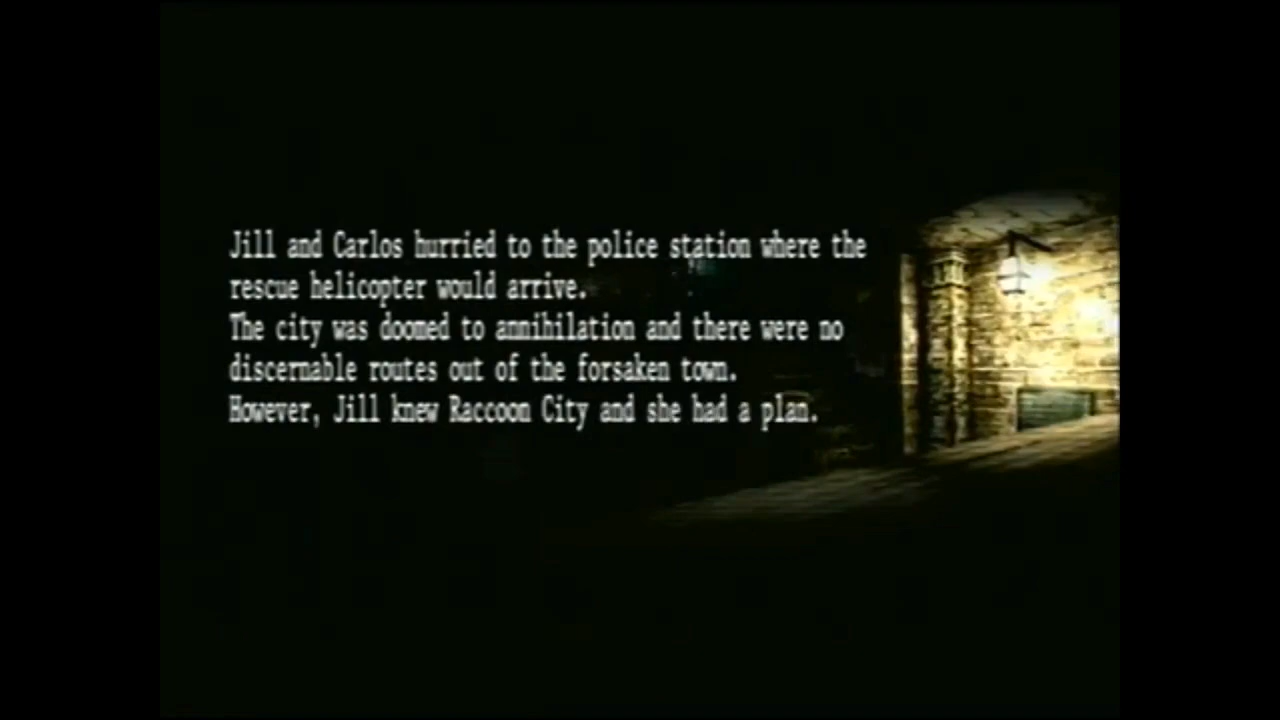 Jill and Carlos hurried to the police station where the
rescue helicopter would arrive.
The city was doomed to annihilation and there were no
discernable routes out of the forsaken town.
However, Jill knew Raccoon City and she had a plan.